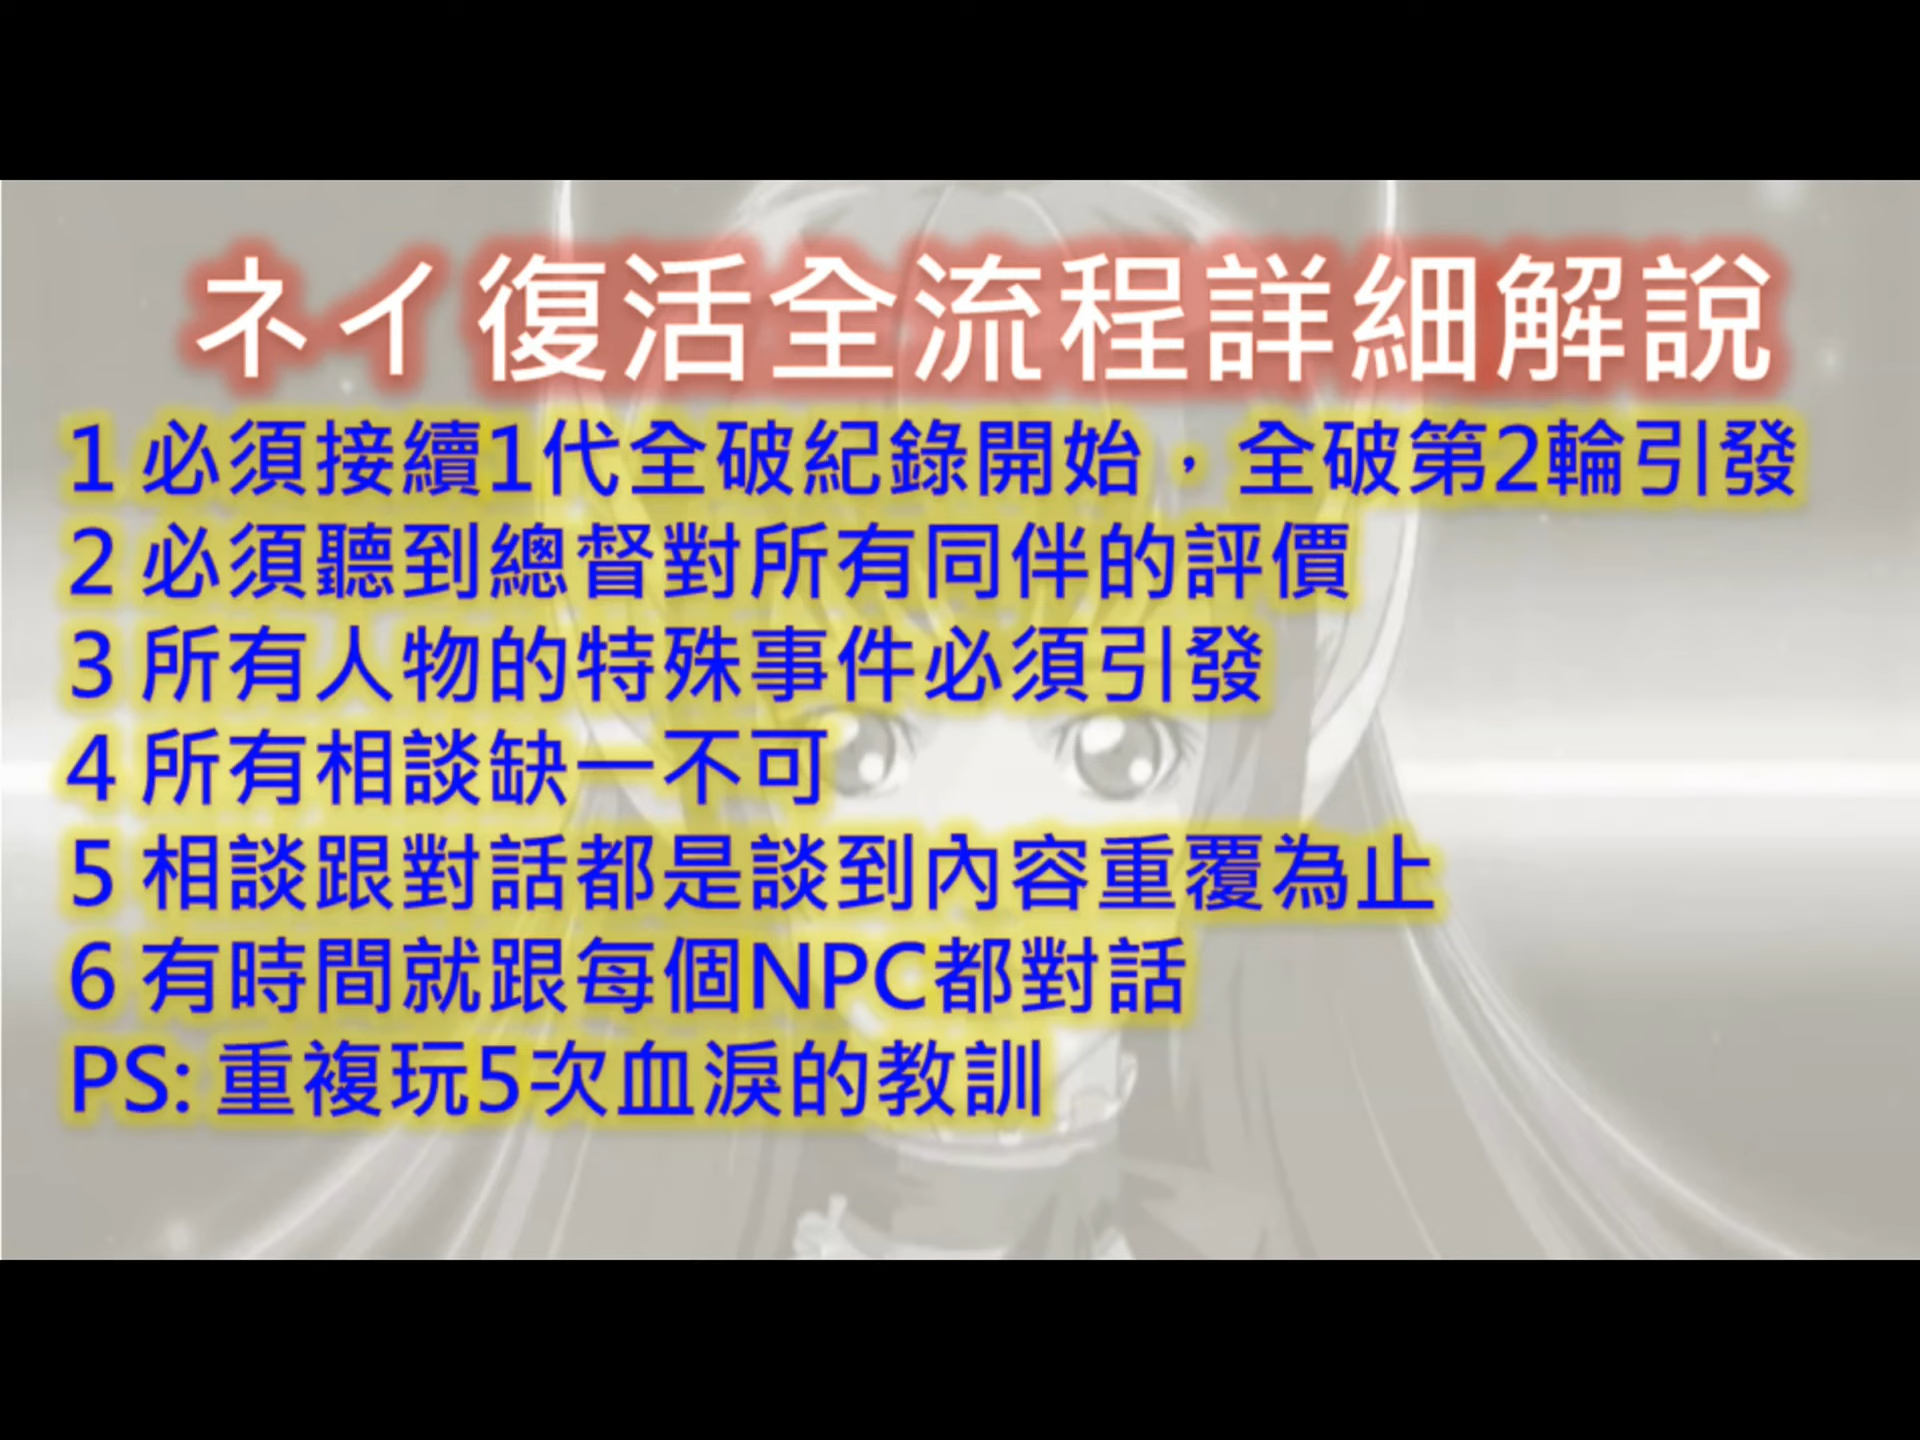 ネイ復活全流程詳細解說
1 必須接續1代全破紀錄開始，全破第2輪引發
2 必須聽到總督對所有同伴的評價
3 所有人物的特殊事件必須引發
4 所有相談缺一不可
5 相談跟對話都是談到內容重覆為止
6 有時間就跟每個NPC都對話
PS: 重複玩5次血淚的教訓